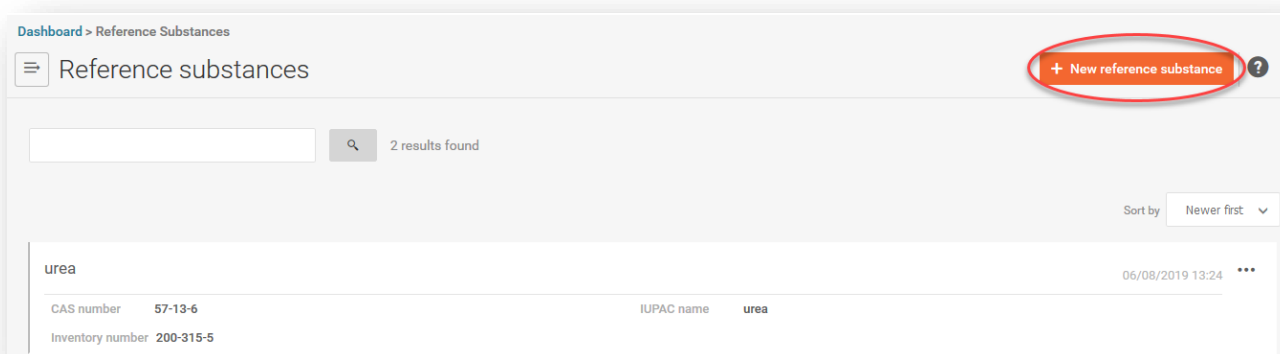 Dashboard > Reference Substances
Reference substances
+ New reference substance ?
2 results found
Sort by Newer first
urea
06/08/2019 13:24
CAS number 57-13-6 IUPAC name urea
Inventory number 200-315-5